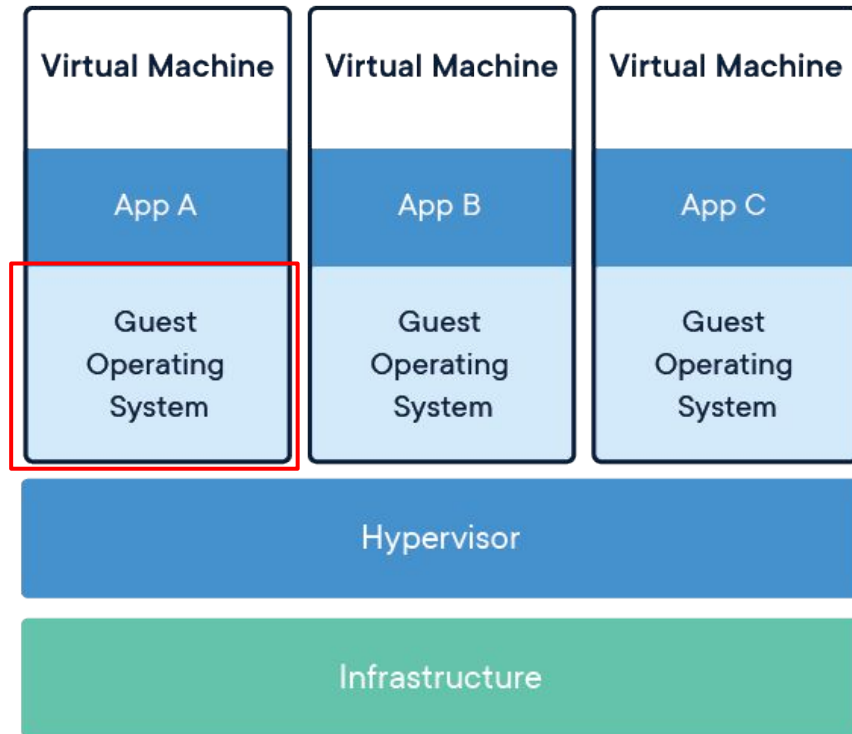 Virtual Machine
Virtual Machine
Virtual Machine
App A
App B
App C
Guest
Operating
System
Guest
Operating
System
Guest
Operating
System
Hypervisor
Infrastructure